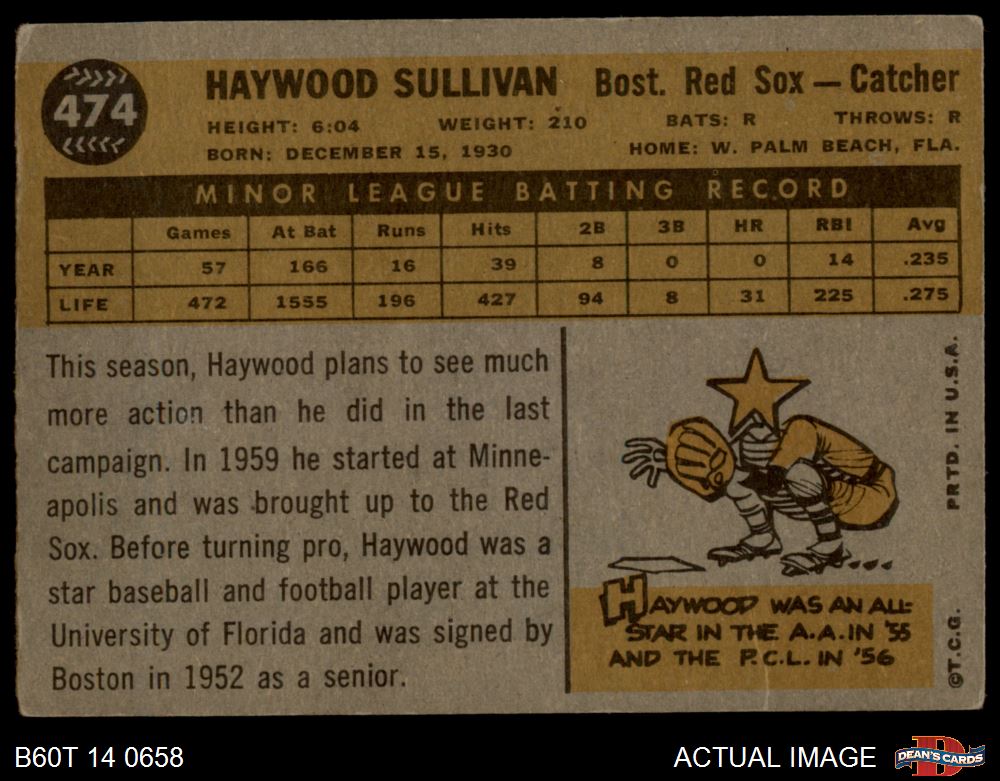 474
HAYWOOD SULLIVAN Bost. Red Sox — Catcher
HEIGHT: 6:04 WEIGHT: 210 BATS: R THROWS: R
BORN: DECEMBER 15, 1930 HOME: W. PALM BEACH, FLA.
MINOR LEAGUE BATTING RECORD
Games At Bat Runs Hits 2B 3B HR RBI Avg
YEAR 57 166 16 39 8 0 0 14 .235
LIFE 472 1555 196 427 94 8 31 225 .275
This season, Haywood plans to see much
more action than he did in the last
campaign. In 1959 he started at Minne-
apolis and was brought up to the Red
Sox. Before turning pro, Haywood was a
star baseball and football player at the
University of Florida and was signed by
Boston in 1952 as a senior.
HAYWOOD WAS AN ALL-
STAR IN THE A.A. IN '55
AND THE P.C.L. IN '56
PRTD. IN U.S.A.
©T.C.G.
B60T 14 0658
ACTUAL IMAGE
D
DEAN'S CARDS